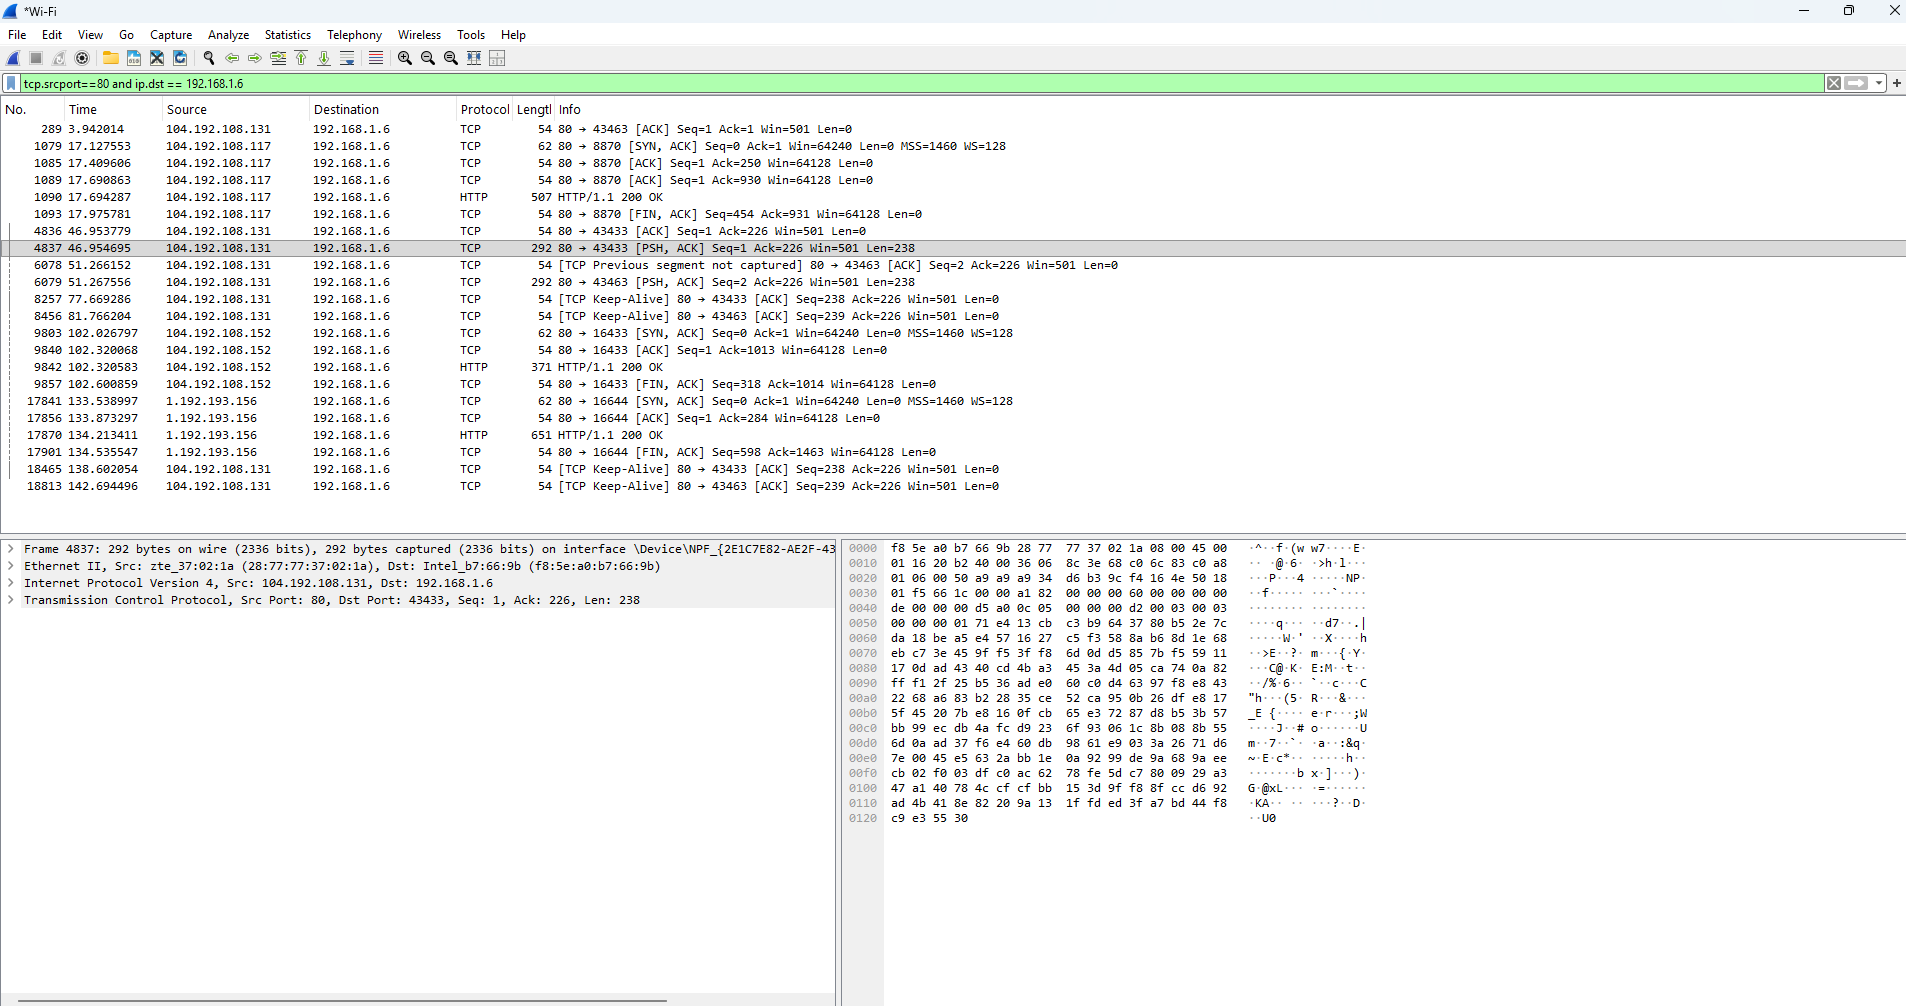 *Wi-Fi
File Edit View Go Capture Analyze Statistics Telephony Wireless Tools Help
tcp.srcport==80 and ip.dst == 192.168.1.6
No. Time Source Destination Protocol Lengtl Info
289 3.942014 104.192.108.131 192.168.1.6 TCP 54 80 → 43463 [ACK] Seq=1 Ack=1 Win=501 Len=0
1079 17.127553 104.192.108.117 192.168.1.6 TCP 62 80 → 8870 [SYN, ACK] Seq=0 Ack=1 Win=64240 Len=0 MSS=1460 WS=128
1085 17.409606 104.192.108.117 192.168.1.6 TCP 54 80 → 8870 [ACK] Seq=1 Ack=250 Win=64128 Len=0
1089 17.690863 104.192.108.117 192.168.1.6 TCP 54 80 → 8870 [ACK] Seq=1 Ack=930 Win=64128 Len=0
1090 17.694287 104.192.108.117 192.168.1.6 HTTP 507 HTTP/1.1 200 OK
1093 17.975781 104.192.108.117 192.168.1.6 TCP 54 80 → 8870 [FIN, ACK] Seq=454 Ack=931 Win=64128 Len=0
4836 46.953779 104.192.108.131 192.168.1.6 TCP 54 80 → 43433 [ACK] Seq=1 Ack=226 Win=501 Len=0
4837 46.954695 104.192.108.131 192.168.1.6 TCP 292 80 → 43433 [PSH, ACK] Seq=1 Ack=226 Win=501 Len=238
6078 51.266152 104.192.108.131 192.168.1.6 TCP 54 [TCP Previous segment not captured] 80 → 43463 [ACK] Seq=2 Ack=226 Win=501 Len=0
6079 51.267556 104.192.108.131 192.168.1.6 TCP 292 80 → 43463 [PSH, ACK] Seq=2 Ack=226 Win=501 Len=238
8257 77.669286 104.192.108.131 192.168.1.6 TCP 54 [TCP Keep-Alive] 80 → 43433 [ACK] Seq=238 Ack=226 Win=501 Len=0
8456 81.766204 104.192.108.131 192.168.1.6 TCP 54 [TCP Keep-Alive] 80 → 43463 [ACK] Seq=239 Ack=226 Win=501 Len=0
9803 102.026797 104.192.108.152 192.168.1.6 TCP 62 80 → 16433 [SYN, ACK] Seq=0 Ack=1 Win=64240 Len=0 MSS=1460 WS=128
9840 102.320068 104.192.108.152 192.168.1.6 TCP 54 80 → 16433 [ACK] Seq=1 Ack=1013 Win=64128 Len=0
9842 102.320583 104.192.108.152 192.168.1.6 HTTP 371 HTTP/1.1 200 OK
9857 102.600859 104.192.108.152 192.168.1.6 TCP 54 80 → 16433 [FIN, ACK] Seq=318 Ack=1014 Win=64128 Len=0
17841 133.538997 1.192.193.156 192.168.1.6 TCP 62 80 → 16644 [SYN, ACK] Seq=0 Ack=1 Win=64240 Len=0 MSS=1460 WS=128
17856 133.873297 1.192.193.156 192.168.1.6 TCP 54 80 → 16644 [ACK] Seq=1 Ack=284 Win=64128 Len=0
17870 134.213411 1.192.193.156 192.168.1.6 HTTP 651 HTTP/1.1 200 OK
17901 134.535547 1.192.193.156 192.168.1.6 TCP 54 80 → 16644 [FIN, ACK] Seq=598 Ack=1463 Win=64128 Len=0
18465 138.602054 104.192.108.131 192.168.1.6 TCP 54 [TCP Keep-Alive] 80 → 43433 [ACK] Seq=238 Ack=226 Win=501 Len=0
18813 142.694496 104.192.108.131 192.168.1.6 TCP 54 [TCP Keep-Alive] 80 → 43463 [ACK] Seq=239 Ack=226 Win=501 Len=0
Frame 4837: 292 bytes on wire (2336 bits), 292 bytes captured (2336 bits) on interface \Device\NPF_{2E1C7E82-AE2F-43
Ethernet II, Src: zte_37:02:1a (28:77:77:37:02:1a), Dst: Intel_b7:66:9b (f8:5e:a0:b7:66:9b)
Internet Protocol Version 4, Src: 104.192.108.131, Dst: 192.168.1.6
Transmission Control Protocol, Src Port: 80, Dst Port: 43433, Seq: 1, Ack: 226, Len: 238
0000 f8 5e a0 b7 66 9b 28 77 77 37 02 1a 08 00 45 00 ·^··f·(w w7····E·
0010 01 16 20 b2 40 00 36 06 8c 3e 68 c0 6c 83 c0 a8 ·· ·@·6· ·>h·l···
0020 01 06 00 50 a9 a9 a9 34 d6 b3 9c f4 16 4e 50 18 ···P···4 ·····NP·
0030 01 f5 66 1c 00 00 a1 82 00 00 00 60 00 00 00 00 ··f····· ···`····
0040 de 00 00 00 d5 a0 0c 05 00 00 00 d2 00 03 00 03 ········ ········
0050 00 00 00 01 71 e4 13 cb c3 b9 64 37 80 b5 2e 7c ····q··· ··d7··.|
0060 da 18 be a5 e4 57 16 27 c5 f3 58 8a b6 8d 1e 68 ·····W·' ··X····h
0070 eb c7 3e 45 9f f5 3f f8 6d 0d d5 85 7b f5 59 11 ··>E··?· m···{·Y·
0080 17 0d ad 43 40 cd 4b a3 45 3a 4d 05 ca 74 0a 82 ···C@·K· E:M··t··
0090 ff f1 2f 25 b5 36 ad e0 60 c0 d4 63 97 f8 e8 43 ··/%·6·· `··c···C
00a0 22 68 a6 83 b2 28 35 ce 52 ca 95 0b 26 df e8 17 "h···(5· R···&···
00b0 5f 45 20 7b e8 16 0f cb 65 e3 72 87 d8 b5 3b 57 _E {···· e·r···;W
00c0 bb 99 ec db 4a fc d9 23 6f 93 06 1c 8b 08 8b 55 ····J··# o······U
00d0 6d 0a ad 37 f6 e4 60 db 98 61 e9 03 3a 26 71 d6 m··7··`· ·a··:&q·
00e0 7e 00 45 e5 63 2a bb 1e 0a 92 99 de 9a 68 9a ee ~·E·c*·· ·····h··
00f0 cb 02 f0 03 df c0 ac 62 78 fe 5d c7 80 09 29 a3 ·······b x·]···)·
0100 47 a1 40 78 4c cf cf bb 15 3d 9f f8 8f cc d6 92 G·@xL··· ·=······
0110 ad 4b 41 8e 82 20 9a 13 1f fd ed 3f a7 bd 44 f8 ·KA·· ·· ···?··D·
0120 c9 e3 55 30 ··U0